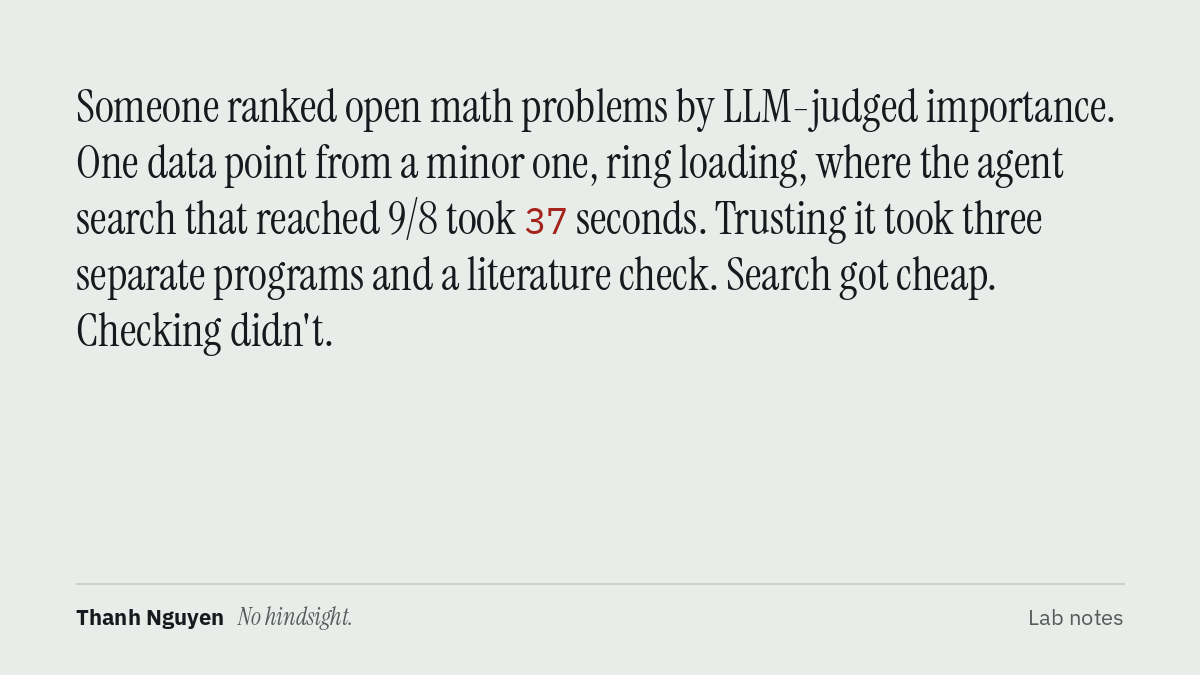 Someone ranked open math problems by LLM-judged importance.
One data point from a minor one, ring loading, where the agent
search that reached 9/8 took 37 seconds. Trusting it took three
separate programs and a literature check. Search got cheap.
Checking didn't.
Thanh Nguyen No hindsight.
Lab notes